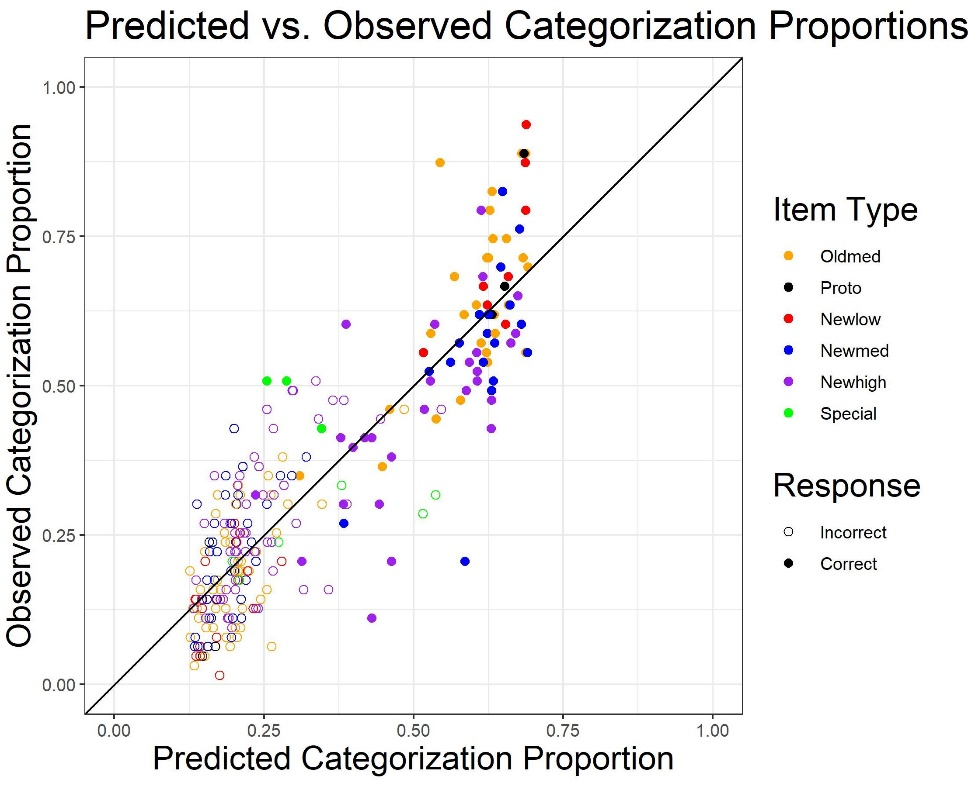 Predicted vs. Observed Categorization Proportions
Observed Categorization Proportion
1.00
0.75
0.50
0.25
0.00
0.00
0.25
0.50
0.75
1.00
Predicted Categorization Proportion
Item Type
Oldmed
Proto
Newlow
Newmed
Newhigh
Special
Response
Incorrect
Correct